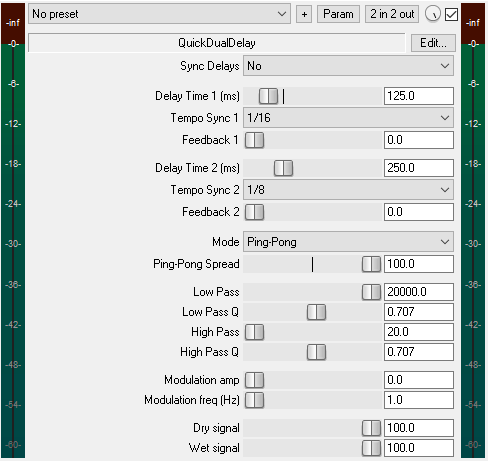 -inf No preset + Param 2 in 2 out -inf
QuickDualDelay Edit...
Sync Delays No
Delay Time 1 (ms) 125.0
Tempo Sync 1 1/16
Feedback 1 0.0
Delay Time 2 (ms) 250.0
Tempo Sync 2 1/8
Feedback 2 0.0
Mode Ping-Pong
Ping-Pong Spread 100.0
Low Pass 20000.0
Low Pass Q 0.707
High Pass 20.0
High Pass Q 0.707
Modulation amp 0.0
Modulation freq (Hz) 1.0
Dry signal 100.0
Wet signal 100.0
-0-
-6-
-12-
-18-
-24-
-30-
-36-
-42-
-48-
-54-
-60-
-0-
-6-
-12-
-18-
-24-
-30-
-36-
-42-
-48-
-54-
-60-